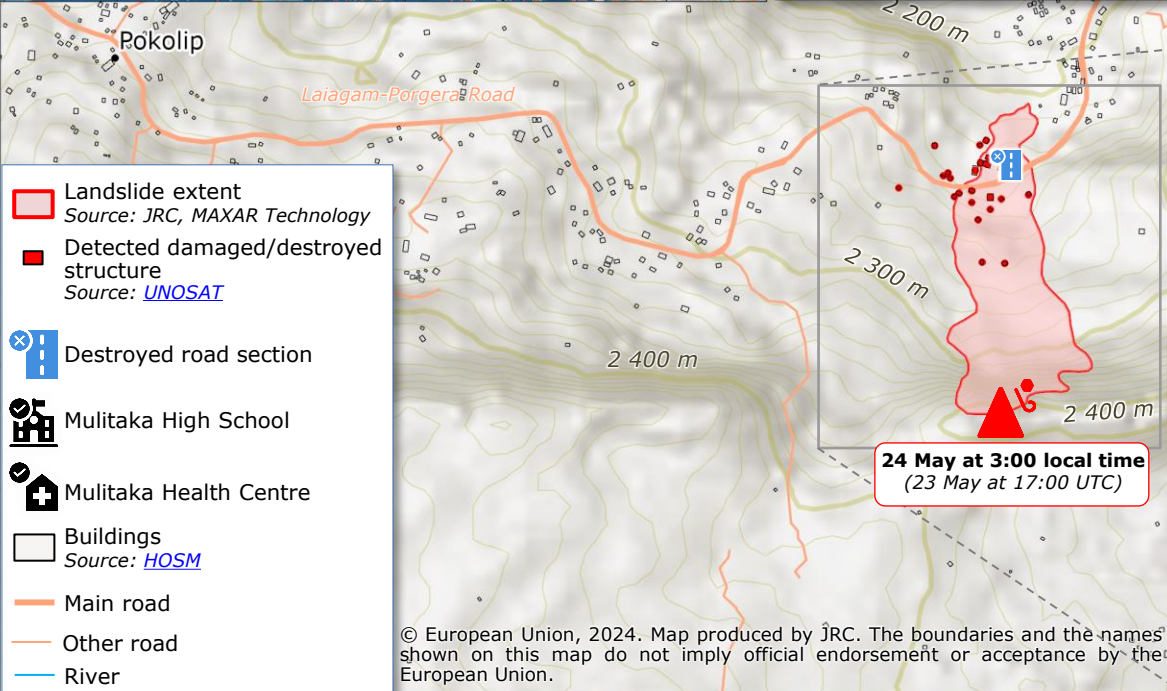 2 200 m
Pokolip
Laiagam-Porgera Road
2 300 m
2 400 m
2 400 m
24 May at 3:00 local time
(23 May at 17:00 UTC)
Landslide extent
Source: JRC, MAXAR Technology
Detected damaged/destroyed
structure
Source: UNOSAT
Destroyed road section
Mulitaka High School
Mulitaka Health Centre
Buildings
Source: HOSM
Main road
Other road
River
© European Union, 2024. Map produced by JRC. The boundaries and the names
shown on this map do not imply official endorsement or acceptance by the
European Union.